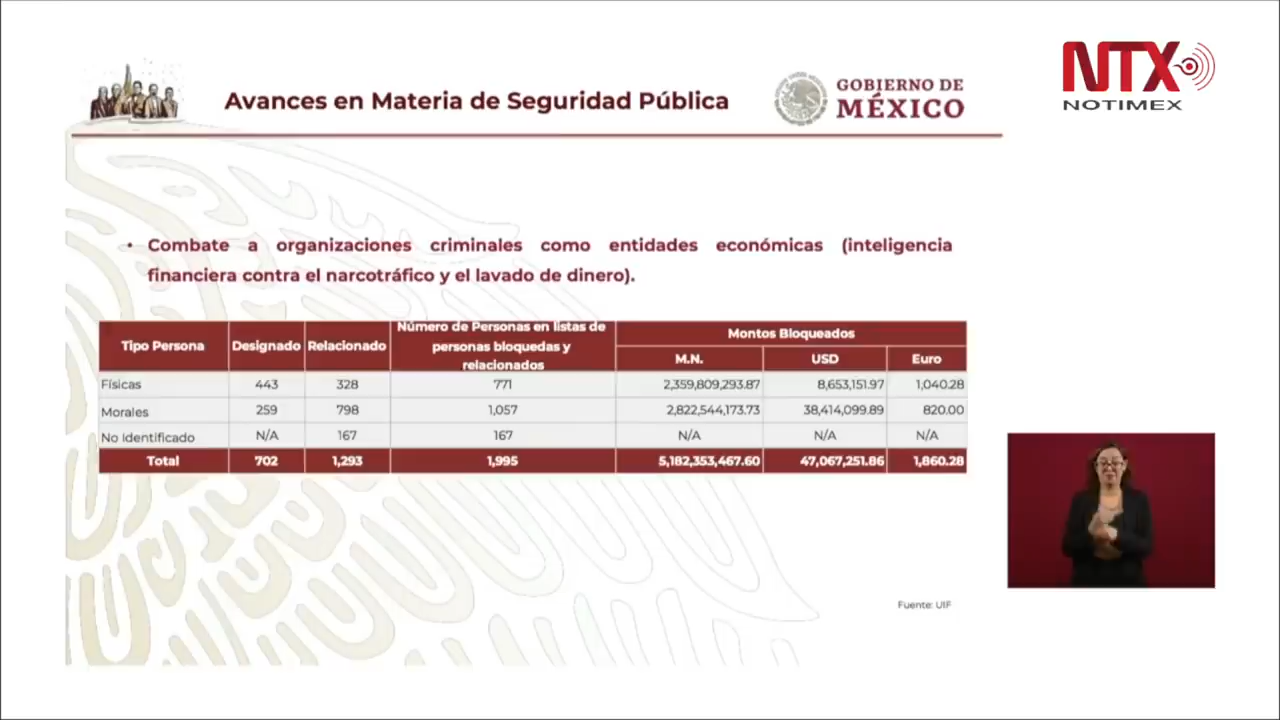 Avances en Materia de Seguridad Pública
GOBIERNO DE
MÉXICO
NTX
NOTIMEX
• Combate a organizaciones criminales como entidades económicas (inteligencia
financiera contra el narcotráfico y el lavado de dinero).
Tipo Persona Designado Relacionado Número de Personas en listas de
personas bloquedas y
relacionados
Montos Bloqueados
M.N. USD Euro
Físicas 443 328 771 2,359,809,293.87 8,653,151.97 1,040.28
Morales 259 798 1,057 2,822,544,173.73 38,414,099.89 820.00
No identificado N/A 167 167 N/A N/A N/A
Total 702 1,293 1,995 5,182,353,467.60 47,067,251.86 1,860.28
Fuente: UIF